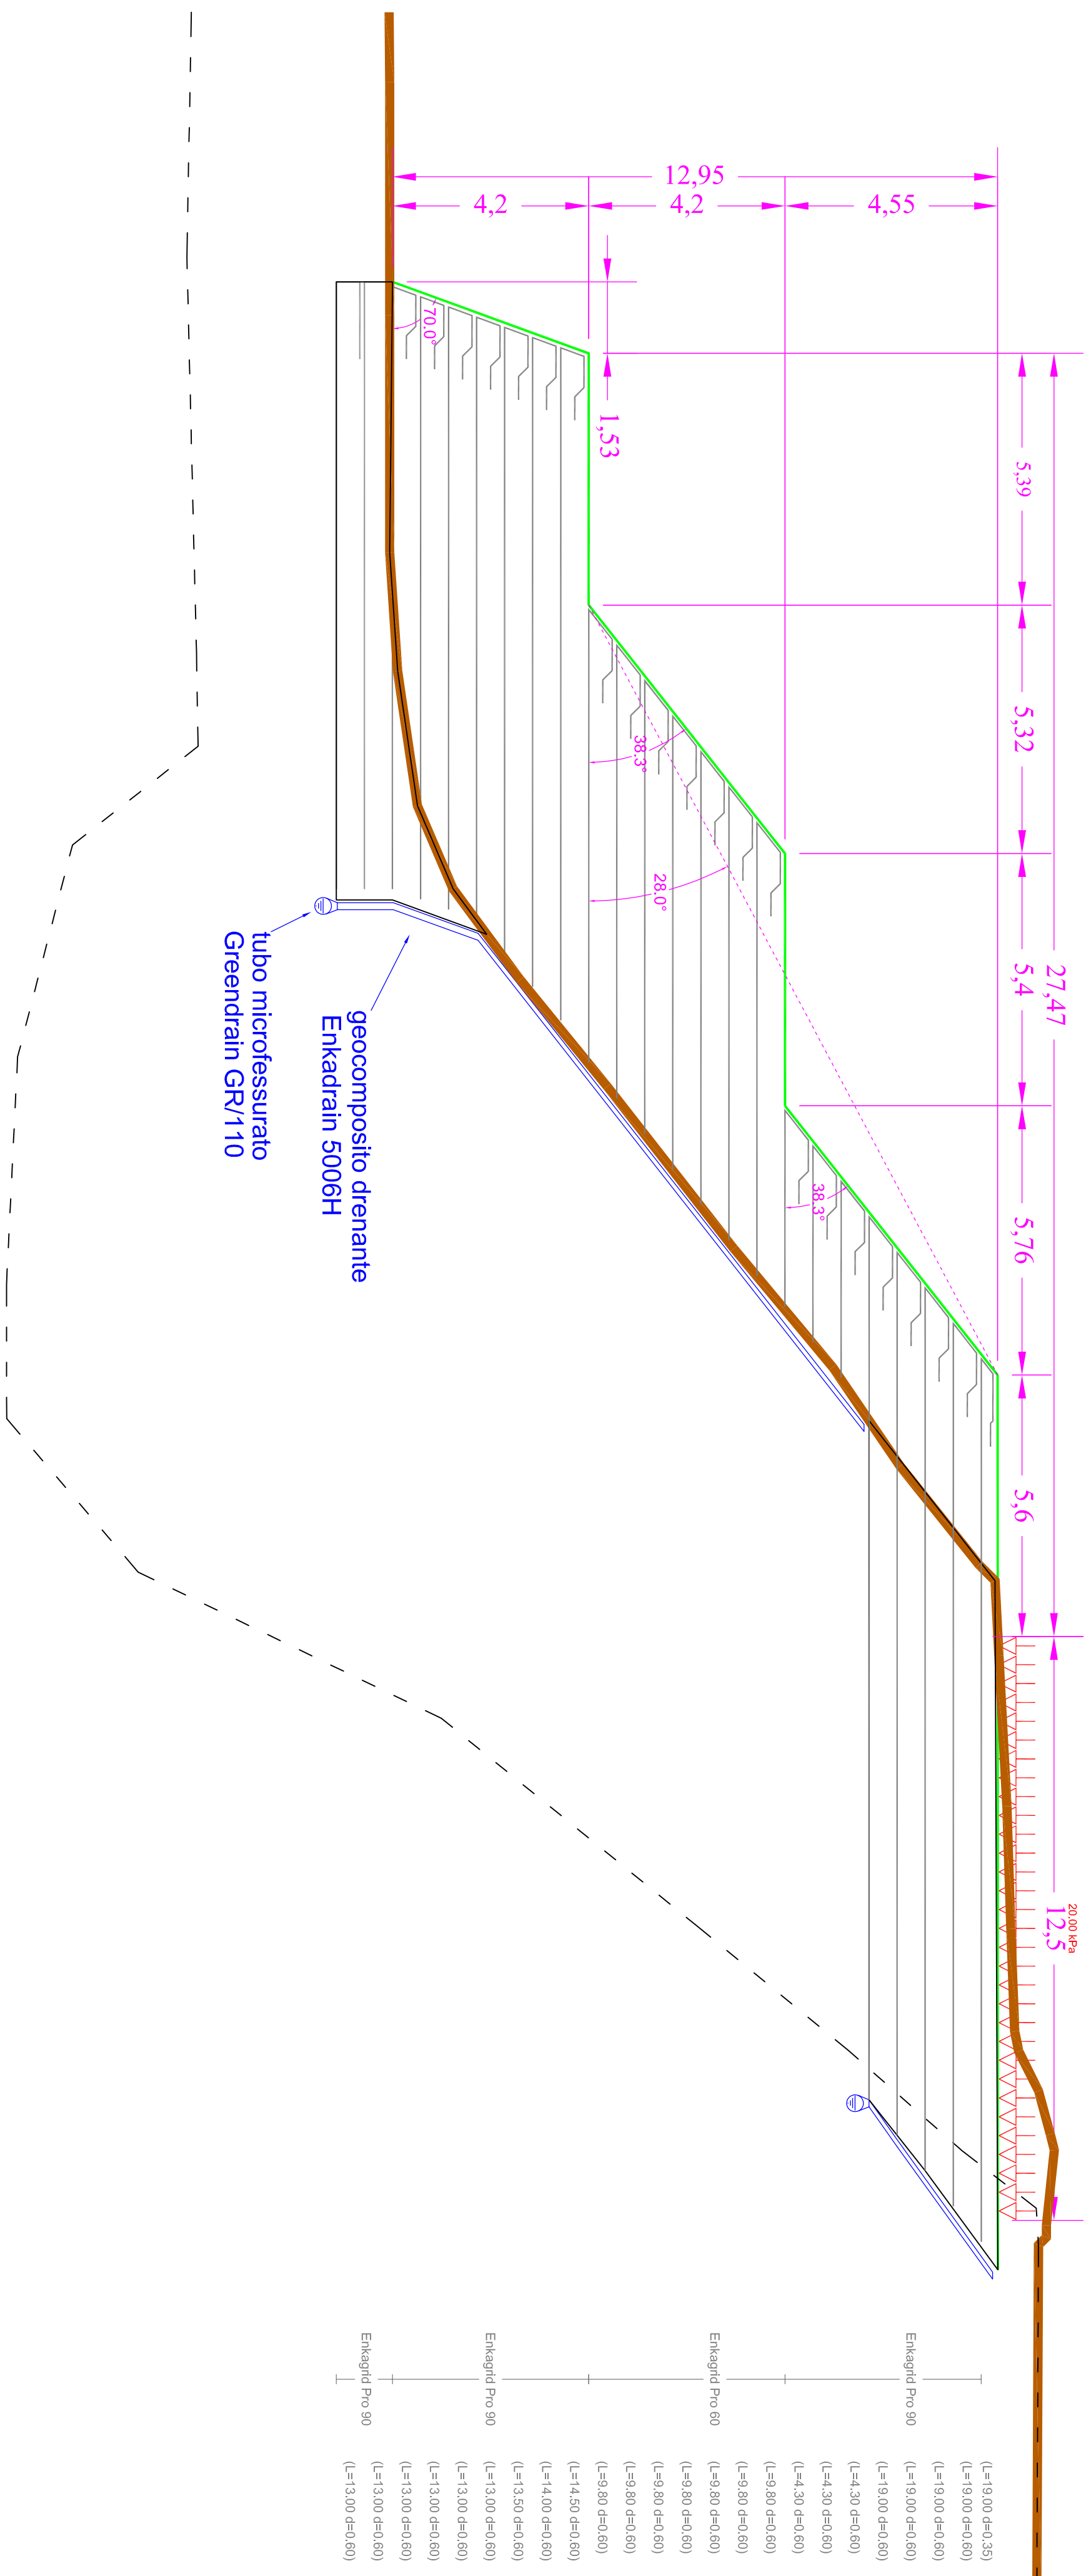 20.00 kPa
27,47
12,5
5,39
5,32
5,4
5,76
5,6
12,95
4,55
4,2
4,2
1,53
70.0°
38.3°
28.0°
38.3°
geocomposito drenante
Enkadrain 5006H
tubo microfessurato
Greendrain GR/110
Enkagrid Pro 90
Enkagrid Pro 60
Enkagrid Pro 90
Enkagrid Pro 90
(L=19.00 d=0.35)
(L=19.00 d=0.60)
(L=19.00 d=0.60)
(L=19.00 d=0.60)
(L=19.00 d=0.60)
(L=4.30 d=0.60)
(L=4.30 d=0.60)
(L=4.30 d=0.60)
(L=9.80 d=0.60)
(L=9.80 d=0.60)
(L=9.80 d=0.60)
(L=9.80 d=0.60)
(L=9.80 d=0.60)
(L=9.80 d=0.60)
(L=9.80 d=0.60)
(L=14.50 d=0.60)
(L=14.00 d=0.60)
(L=13.50 d=0.60)
(L=13.00 d=0.60)
(L=13.00 d=0.60)
(L=13.00 d=0.60)
(L=13.00 d=0.60)
(L=13.00 d=0.60)
(L=13.00 d=0.60)